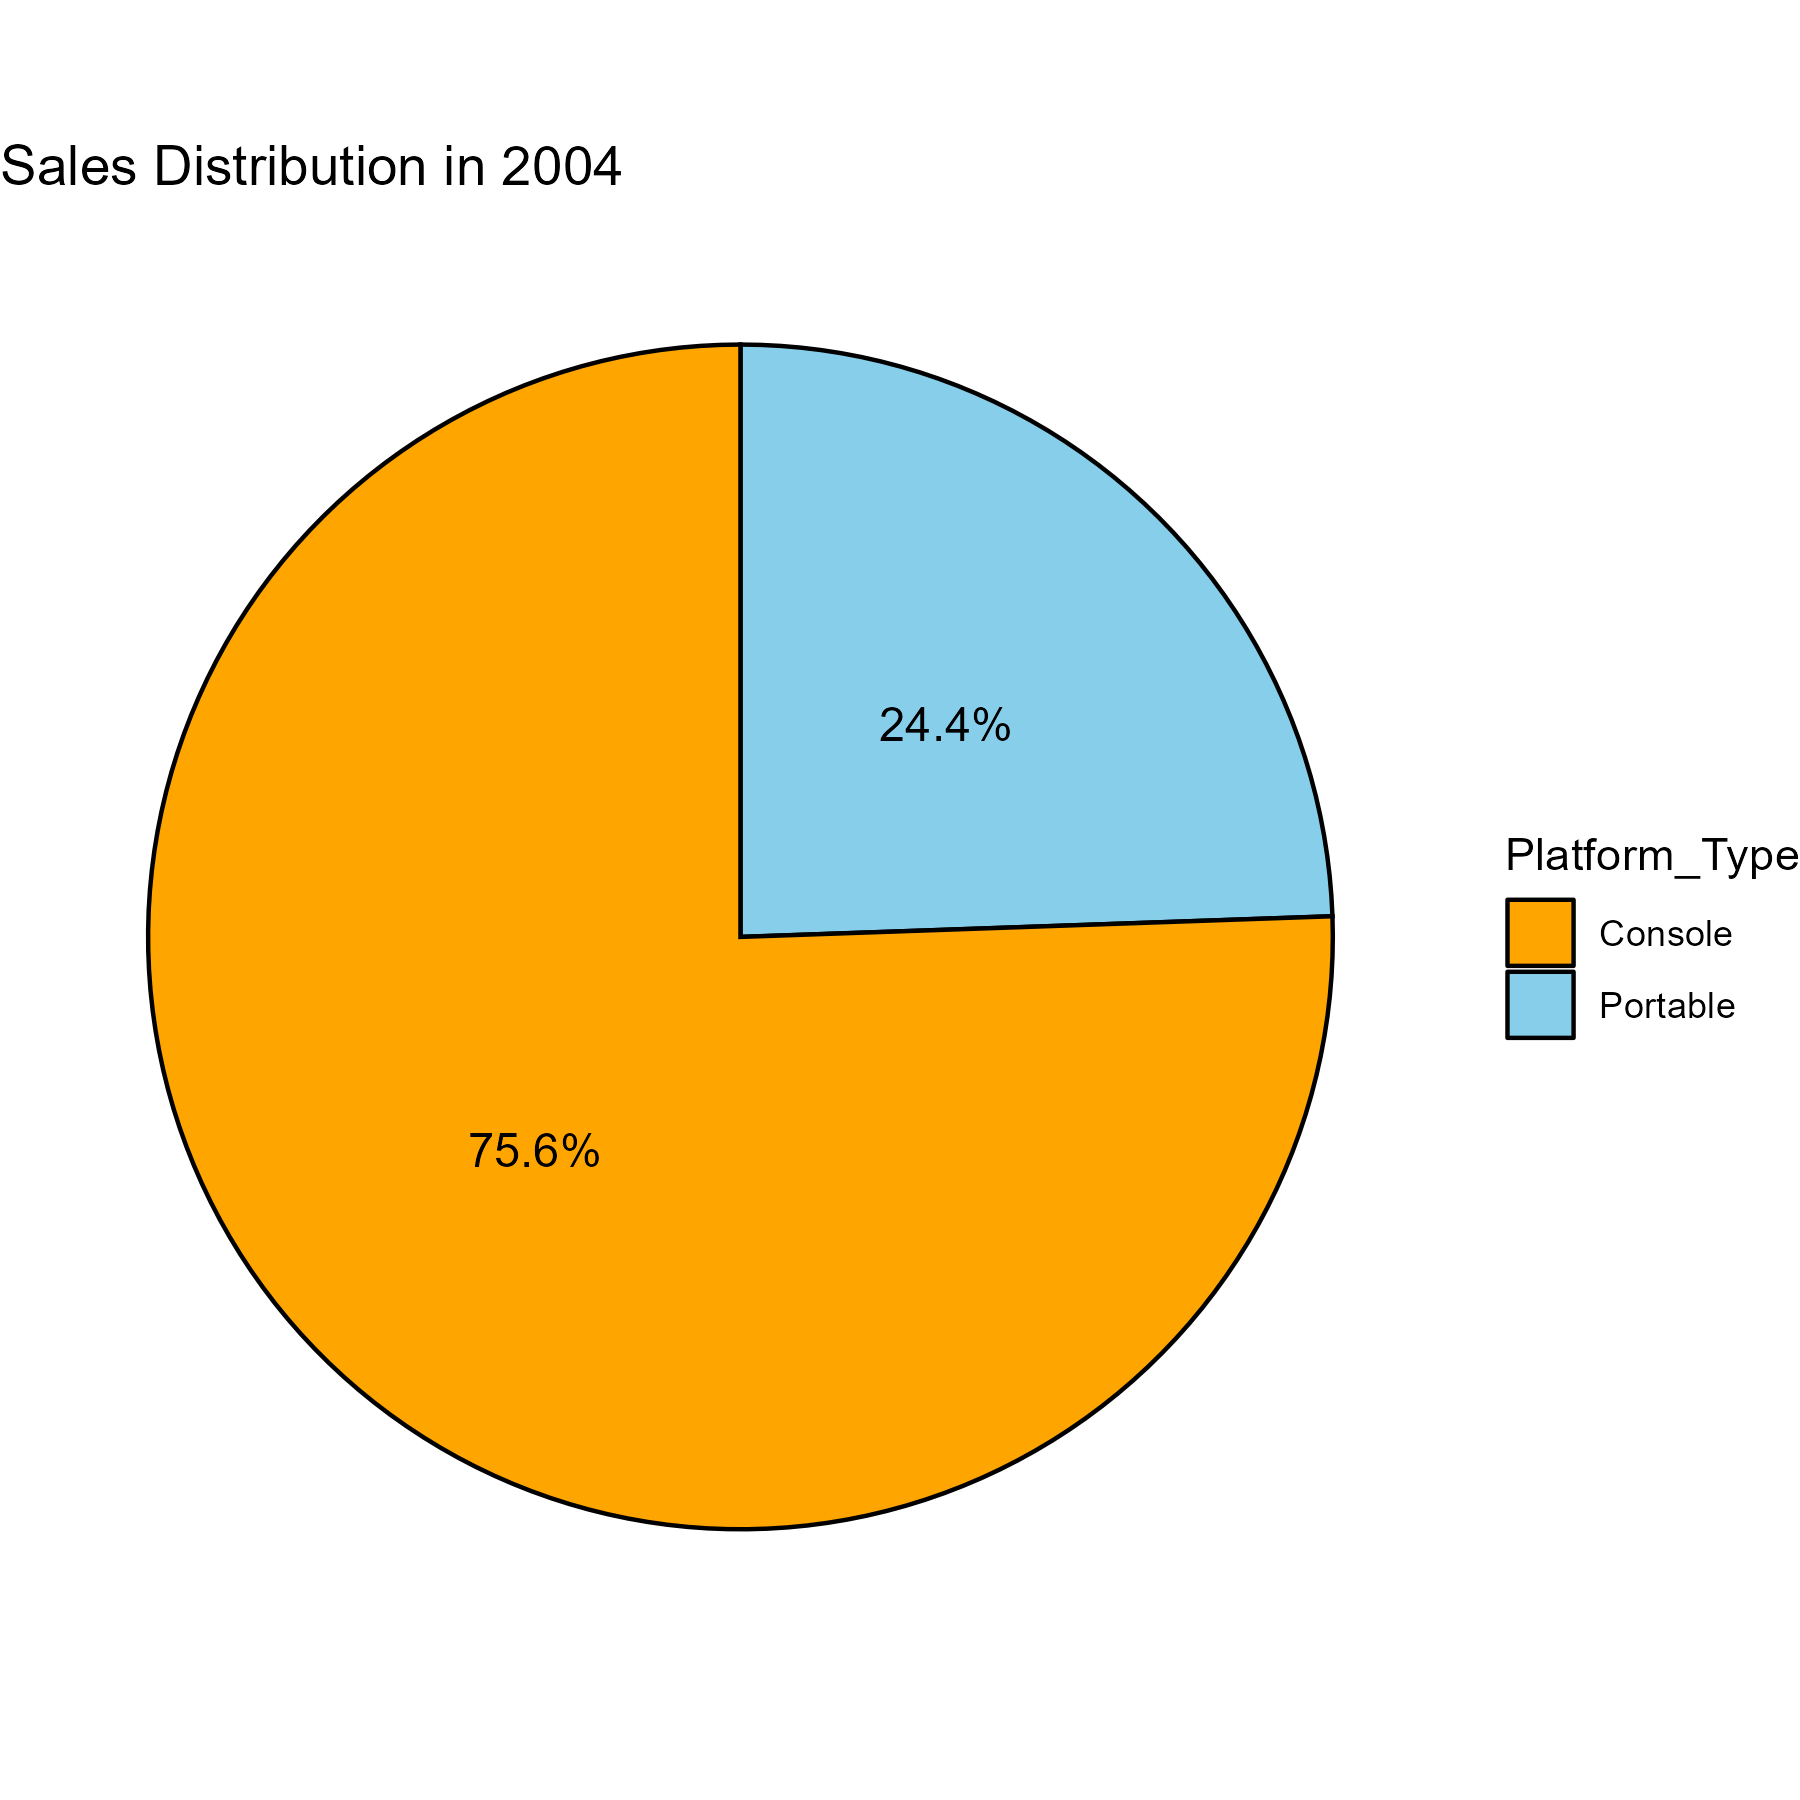 Sales Distribution in 2004
24.4%
75.6%
Platform_Type
Console
Portable